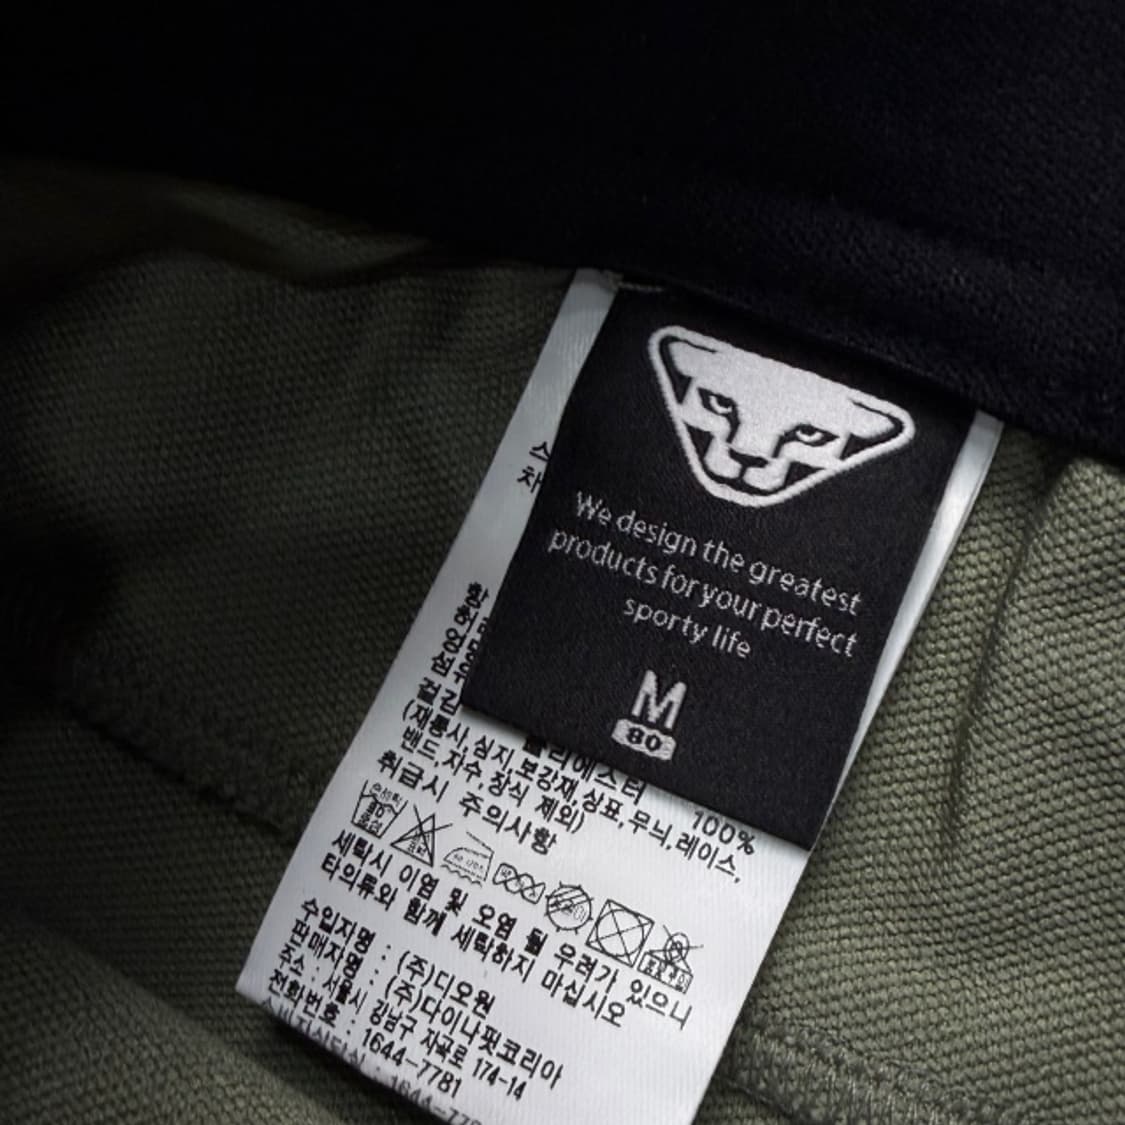 We design the greatest
products for your perfect
sporty life
M
80
100%
(재봉사, 심지, 보강재, 상표, 무늬, 레이스,
밴드, 자수, 장식 제외)
취급시 주의사항
세탁시 이염 및 오염 될 우려가 있으니
타의류와 함께 세탁하지 마십시오
수입자명 : (주)디오원
판매자명 : (주)다이나핏코리아
주소 : 서울시 강남구 자곡로 174-14
전화번호 : 1644-7781